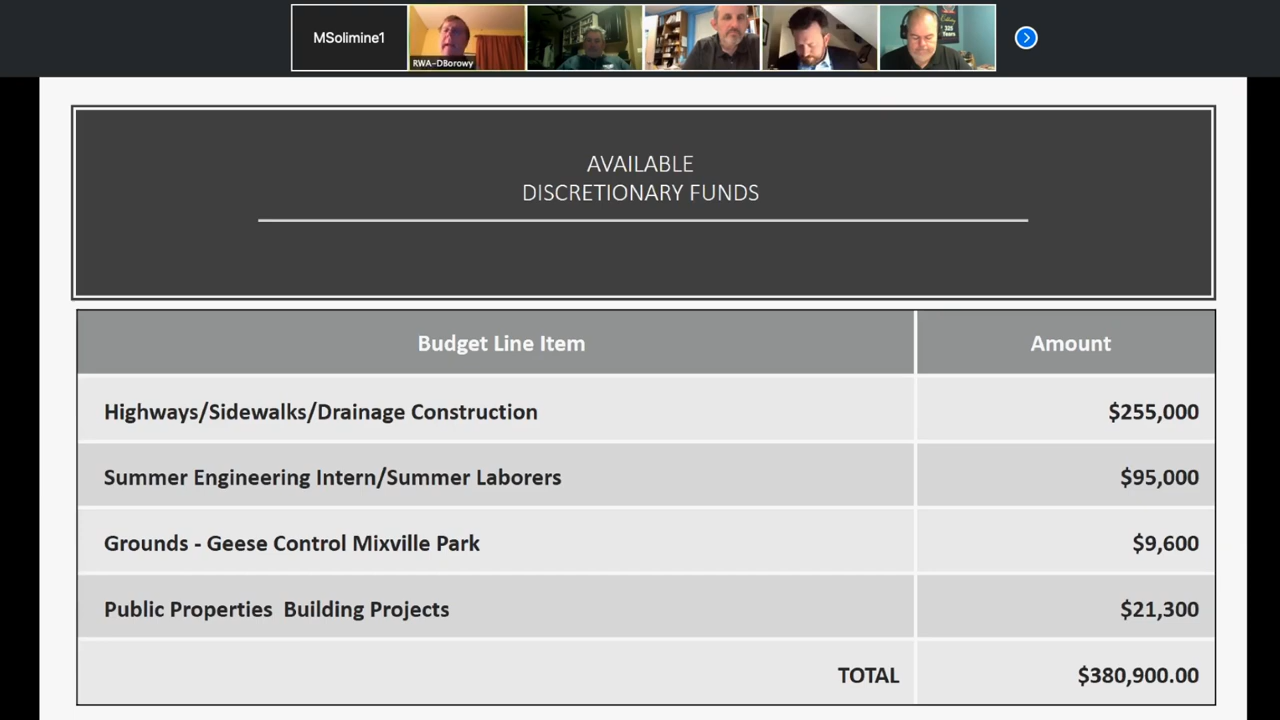 MSolimine1
RWA-DBorowy
325
Years
AVAILABLE
DISCRETIONARY FUNDS
Budget Line Item Amount
Highways/Sidewalks/Drainage Construction $255,000
Summer Engineering Intern/Summer Laborers $95,000
Grounds - Geese Control Mixville Park $9,600
Public Properties  Building Projects $21,300
TOTAL $380,900.00